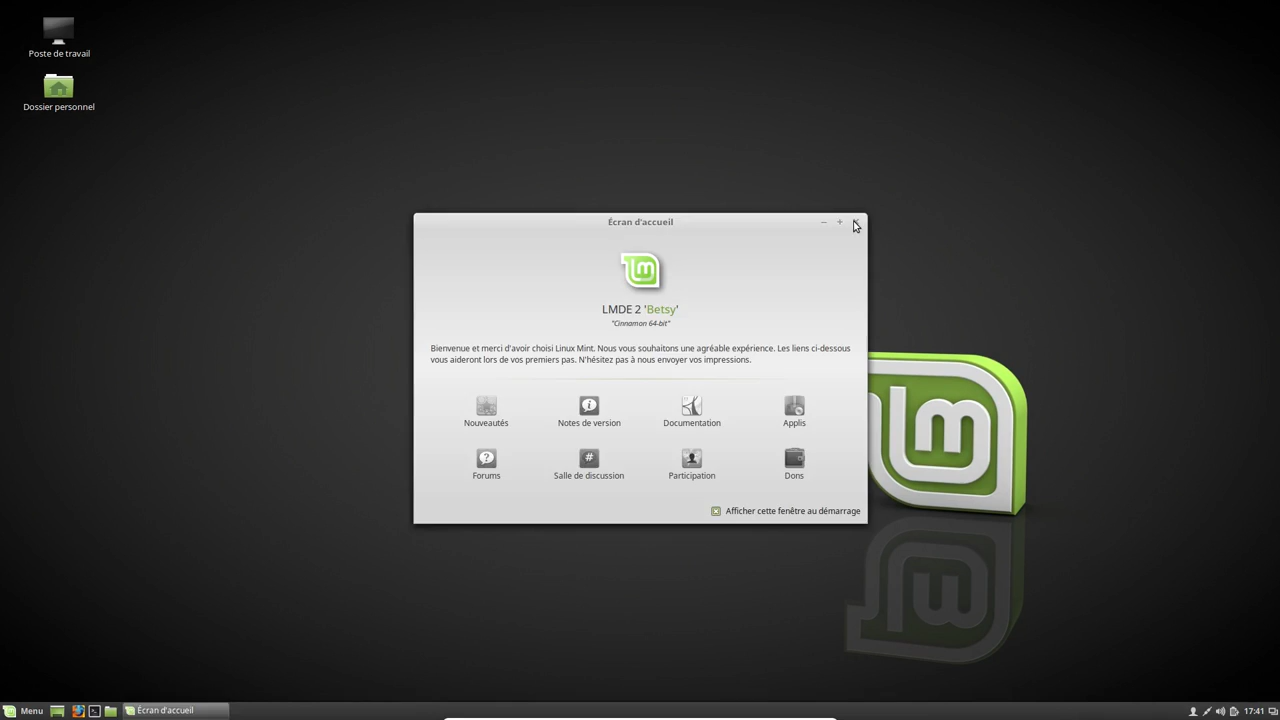 Poste de travail
Dossier personnel
Écran d'accueil
LMDE 2 'Betsy'
"Cinnamon 64-bit"
Bienvenue et merci d'avoir choisi Linux Mint. Nous vous souhaitons une agréable expérience. Les liens ci-dessous
vous aideront lors de vos premiers pas. N'hésitez pas à nous envoyer vos impressions.
Nouveautés Notes de version Documentation Applis
Forums Salle de discussion Participation Dons
Afficher cette fenêtre au démarrage
Menu Écran d'accueil 17:41